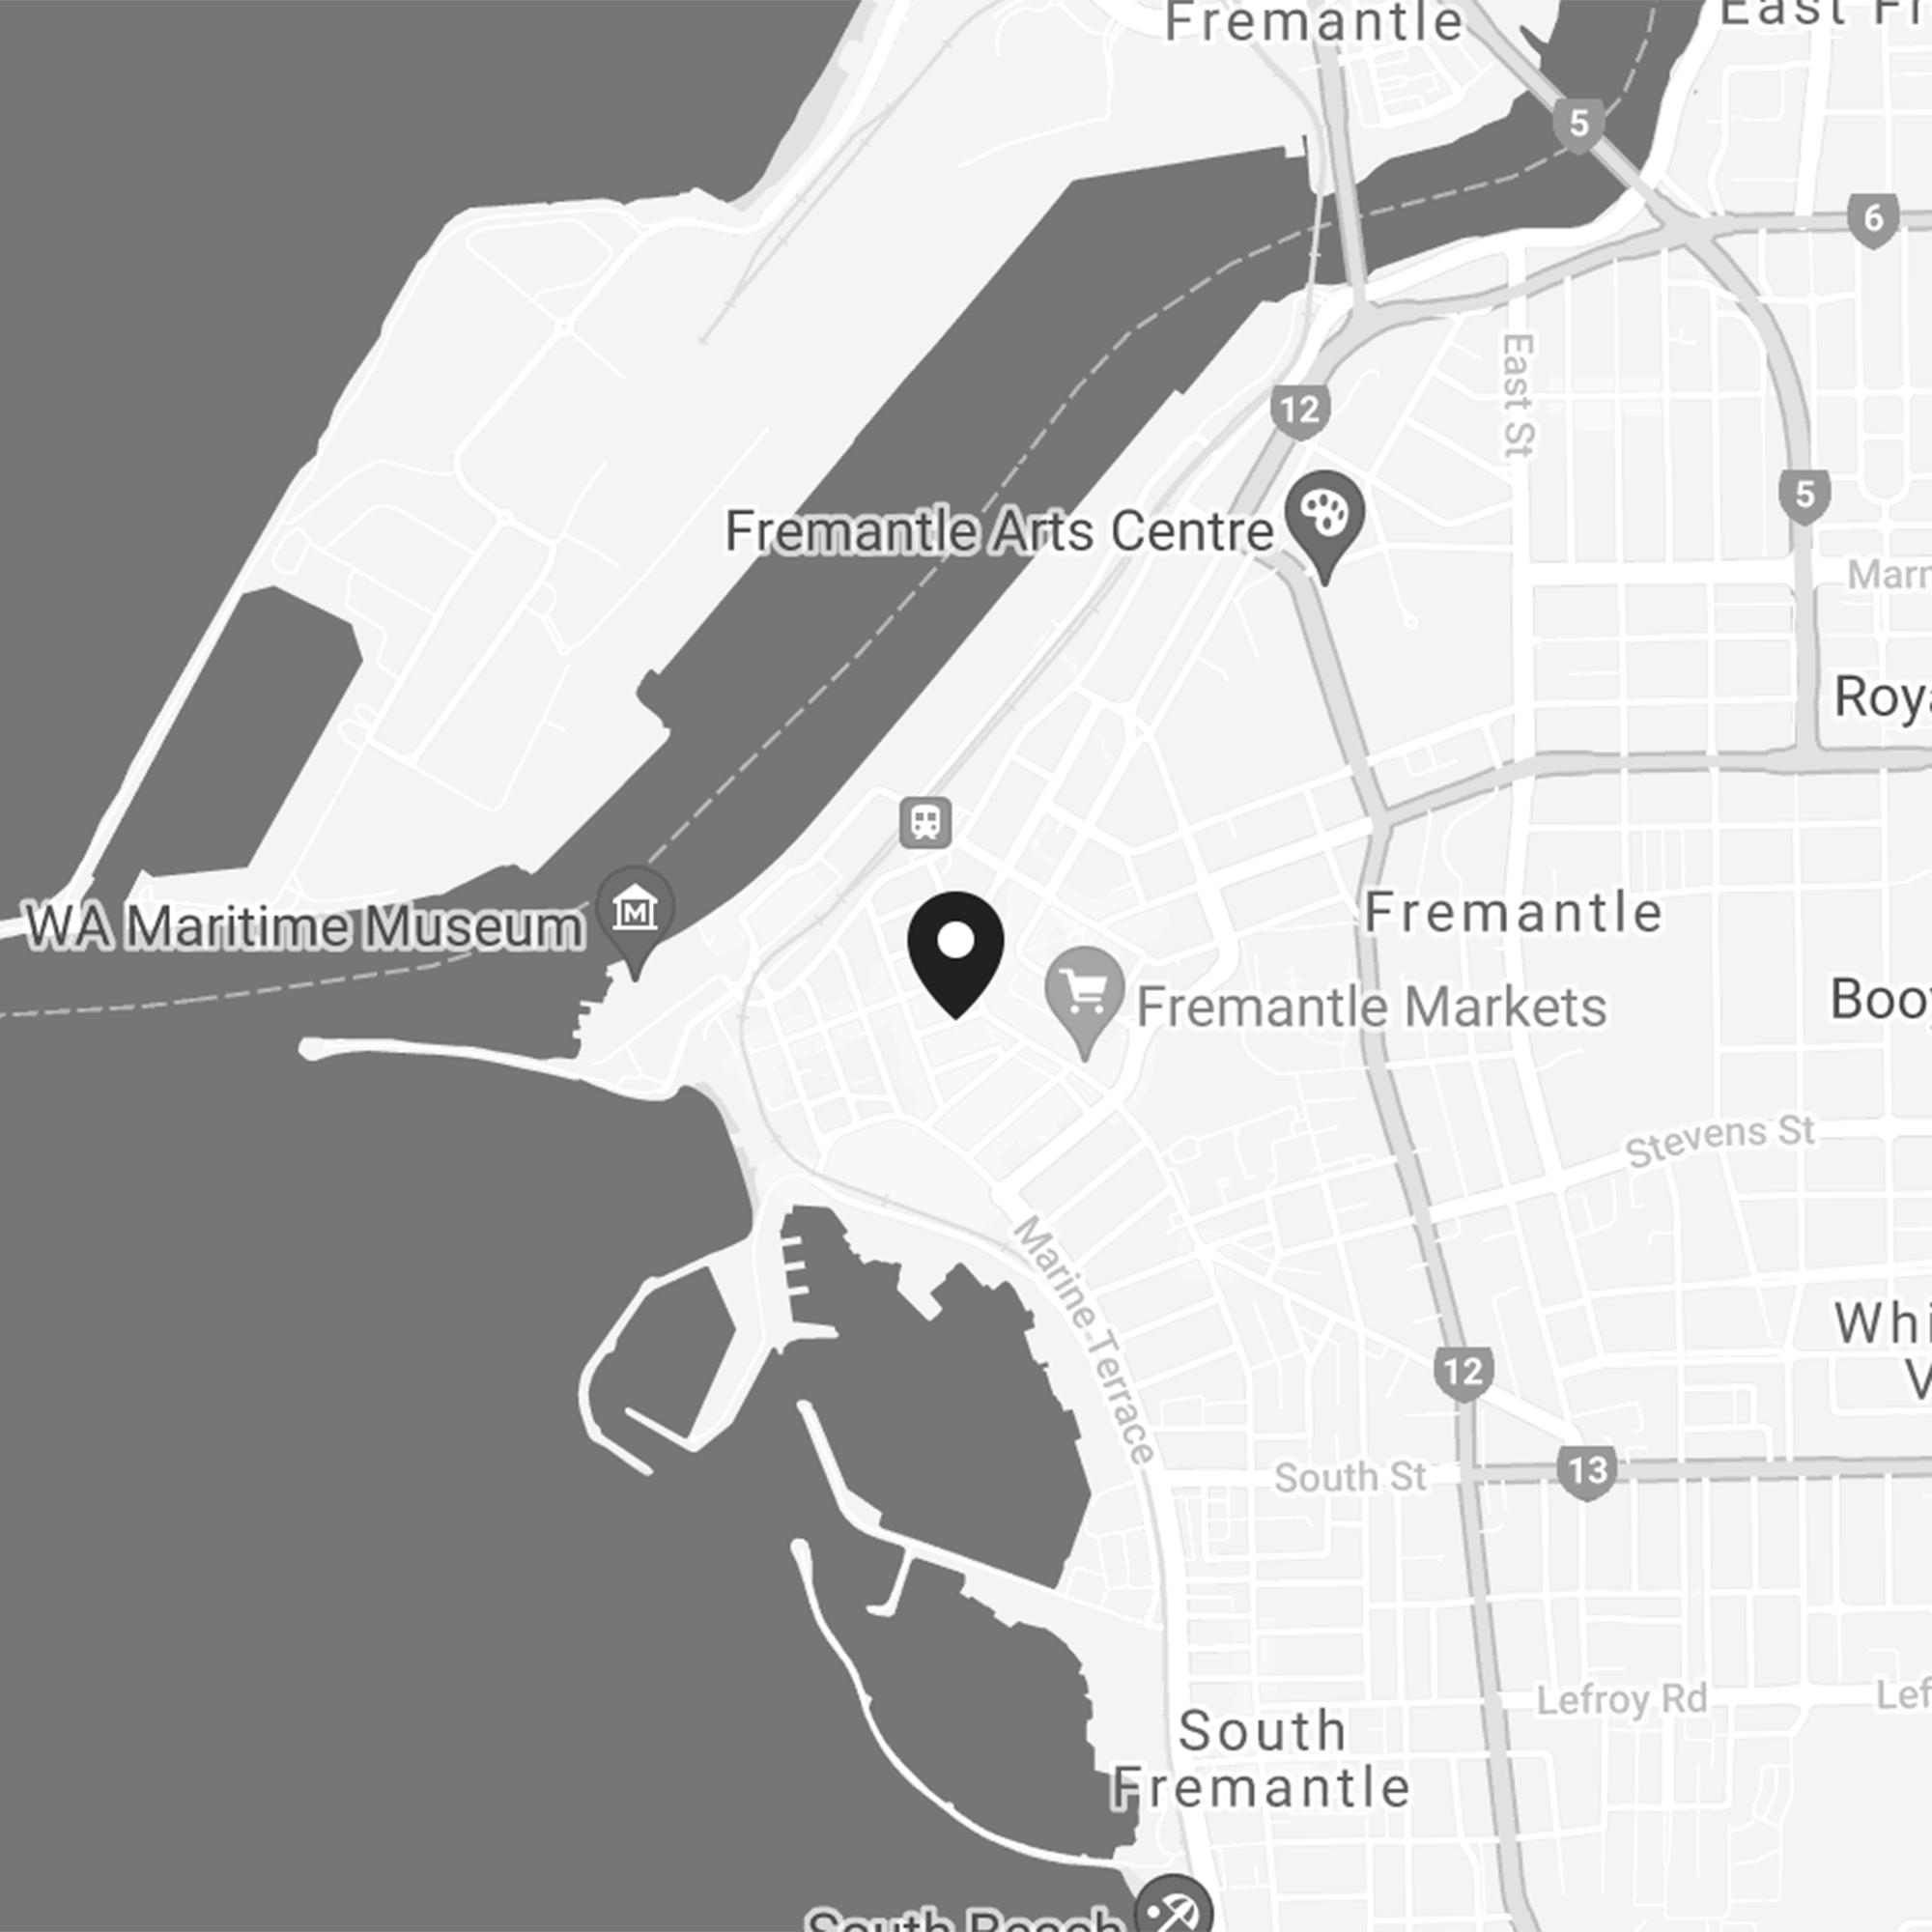 Fremantle
East Fr
5
6
East St
12
5
Fremantle Arts Centre
Marr
Roya
Fremantle
M
WA Maritime Museum
Fremantle Markets
Boo
Stevens St
Marine Terrace
Whi
V
12
13
South St
Lefroy Rd
Lef
South
Fremantle
South Beach